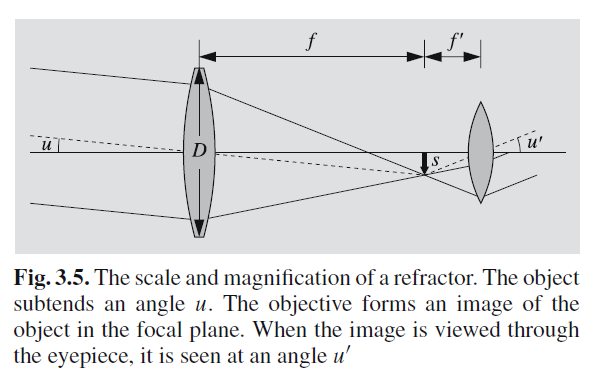 f
f'
u
D
s
u'
Fig. 3.5. The scale and magnification of a refractor. The object
subtends an angle u. The objective forms an image of the
object in the focal plane. When the image is viewed through
the eyepiece, it is seen at an angle u′